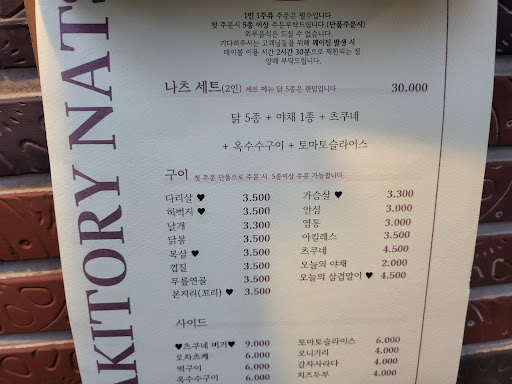 AKITORY NATS
1인 1주류 주문은 필수입니다.
첫 주문시 5종 이상 주문부탁드립니다 (단품주문시)
외부음식은 드실 수 없습니다.
기다려주시는 고객님들을 위해 웨이팅 발생 시
테이블 이용 시간 2시간 30분으로 제한되는 점
양해 부탁드립니다.
나츠 세트(2인) 세트 메뉴 닭 5종은 랜덤입니다 30.000
닭 5종 + 야채 1종 + 츠쿠네
+ 옥수수구이 + 토마토슬라이스
구이 첫 주문 단품으로 주문 시 5종이상 주문 가능합니다.
다리살 ♥ 3.500 가슴살 ♥ 3.300
허벅지 ♥ 3.500 안심 3.000
날개 3.300 염통 3.000
닭봉 3.500 아킬레스 3.500
목살 ♥ 3.500 츠쿠네 4.500
껍질 3.500 오늘의 야채 2.000
무릎연골 3.500 오늘의 삼겹말이 ♥ 4.500
본지리(꼬리) ♥ 3.500
사이드
♥츠쿠네 버거♥ 9.000 토마토슬라이스 6.000
오차츠케 6.000 오니기리 4.000
떡구이 6.000 감자사라다 4.000
옥수수구이 6.000 치즈두부 4.000